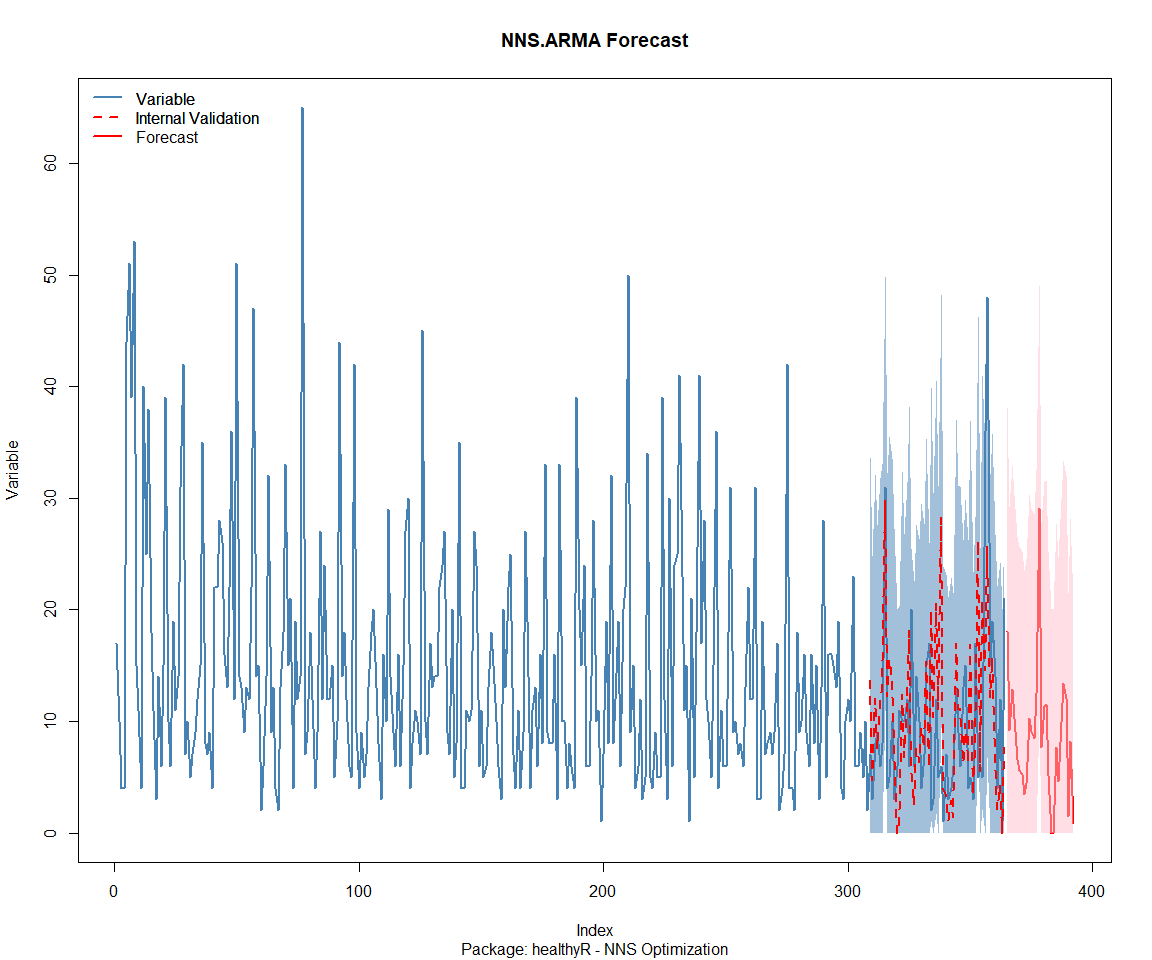 NNS.ARMA Forecast
Variable
Internal Validation
Forecast
Variable
60
50
40
30
20
10
0
0 100 200 300 400
Index
Package: healthyR - NNS Optimization